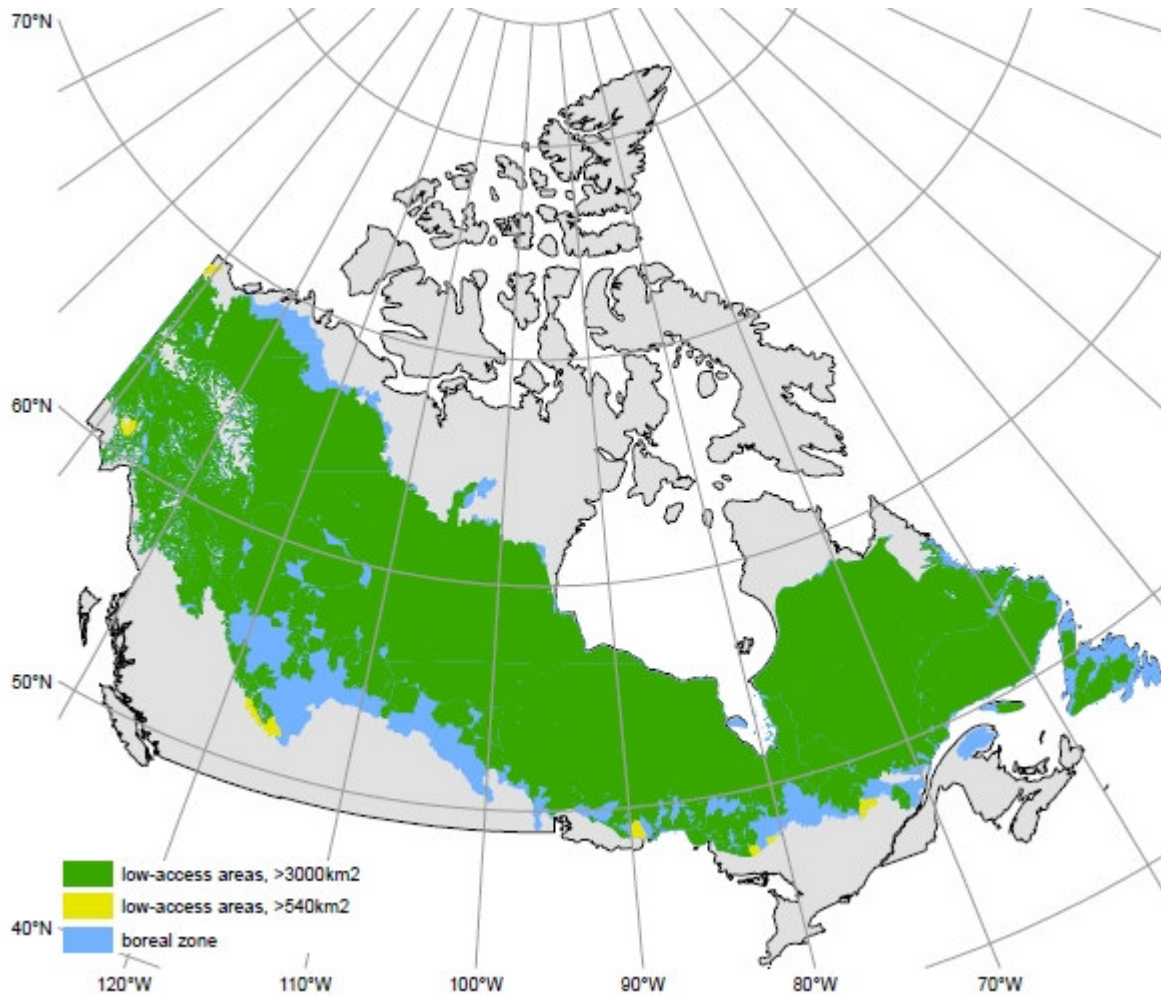 70°N
60°N
50°N
low-access areas, >3000km2
low-access areas, >540km2
40°N
boreal zone
120°W
110°W
100°W
90°W
80°W
70°W